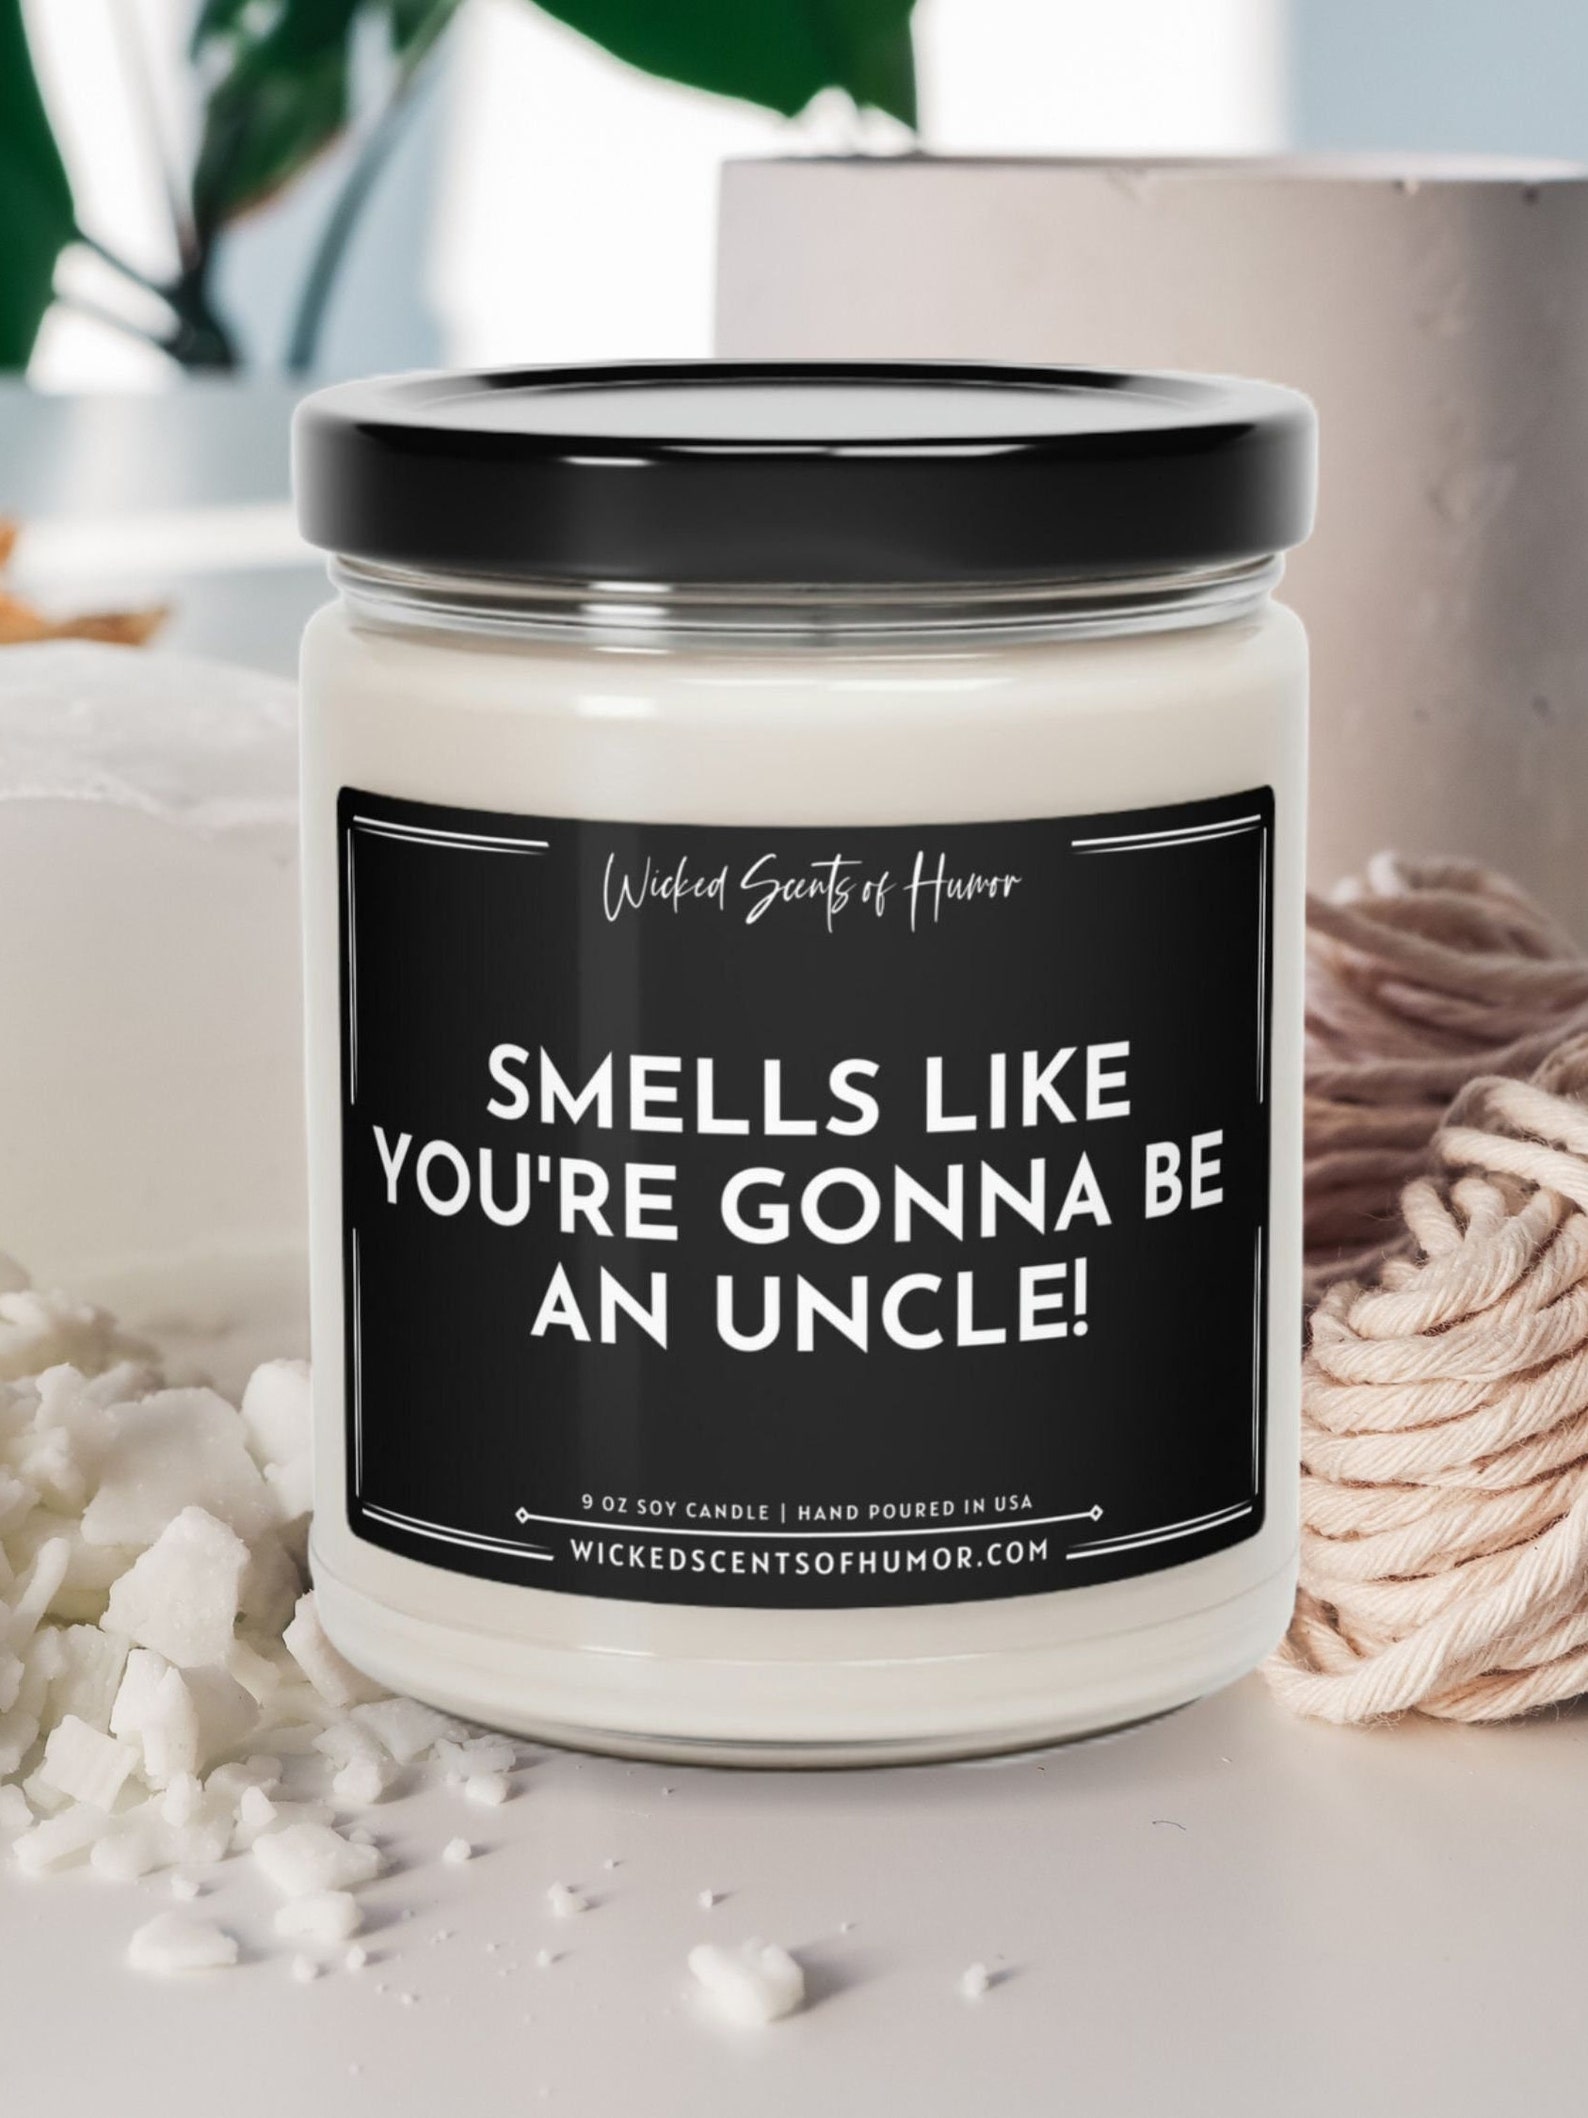 Wicked Scents of Humor
SMELLS LIKE
YOU'RE GONNA BE
AN UNCLE!
9 OZ SOY CANDLE | HAND POURED IN USA
WICKEDSCENTSOFHUMOR.COM